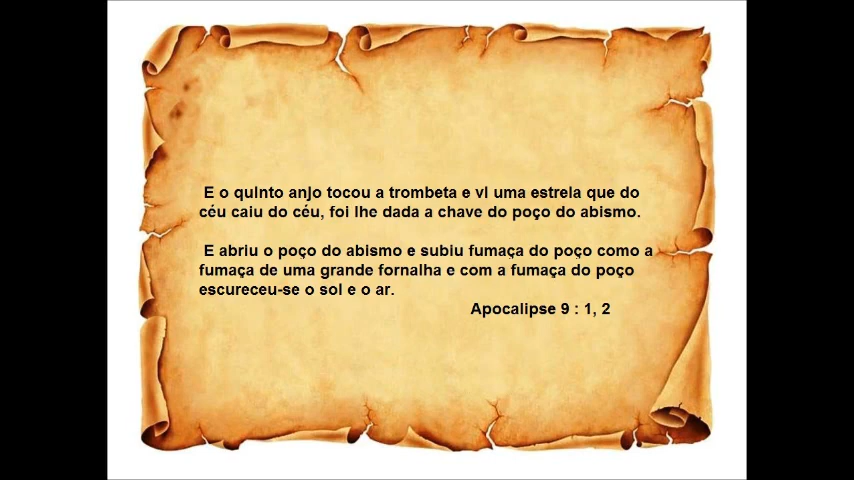 E o quinto anjo tocou a trombeta e vi uma estrela que do
céu caiu do céu, foi lhe dada a chave do poço do abismo.
E abriu o poço do abismo e subiu fumaça do poço como a
fumaça de uma grande fornalha e com a fumaça do poço
escureceu-se o sol e o ar.
Apocalipse 9 : 1, 2